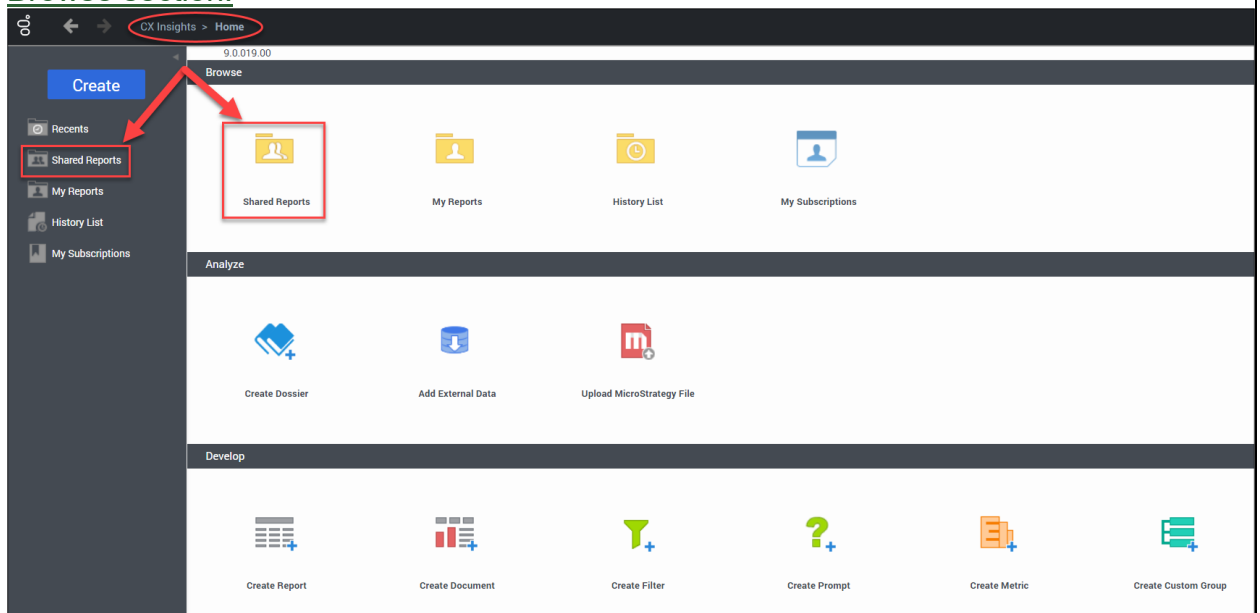 Browse section.
CX Insights > Home
9.0.019.00
Create
Recents
Shared Reports
My Reports
History List
My Subscriptions
Browse
Shared Reports
My Reports
History List
My Subscriptions
Analyze
Create Dossier
Add External Data
Upload MicroStrategy File
Develop
Create Report
Create Document
Create Filter
Create Prompt
Create Metric
Create Custom Group